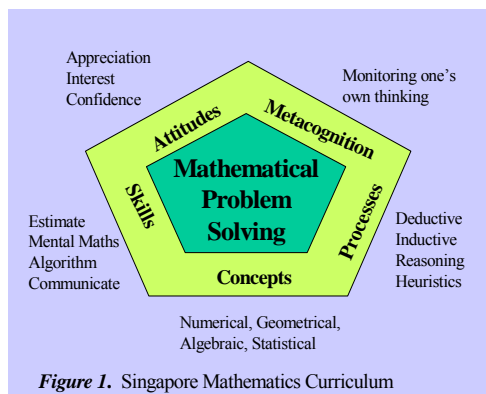 Appreciation
Interest
Confidence
Monitoring one's
own thinking
Attitudes
Metacognition
Mathematical
Problem
Solving
Skills
Processes
Concepts
Estimate
Mental Maths
Algorithm
Communicate
Deductive
Inductive
Reasoning
Heuristics
Numerical, Geometrical,
Algebraic, Statistical
Figure 1. Singapore Mathematics Curriculum